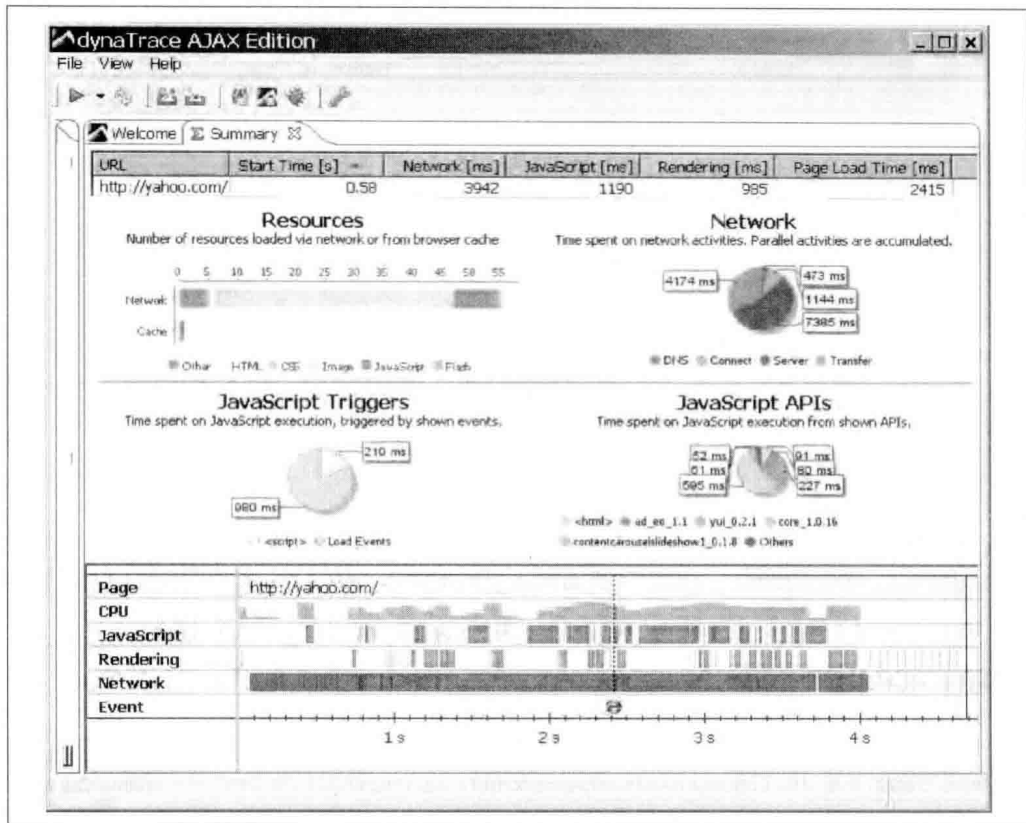 dynaTrace AJAX Edition
File View Help
Welcome Σ Summary
URL Start Time [s] Network [ms] JavaScript [ms] Rendering [ms] Page Load Time [ms]
http://yahoo.com/ 0.58 3942 1190 985 2415
Resources
Number of resources loaded via network or from browser cache
0 5 10 15 20 25 30 35 40 45 50 55
Network
Cache
Other HTML CSS Image JavaScript Flash
Network
Time spent on network activities. Parallel activities are accumulated.
4174 ms
473 ms
1144 ms
7385 ms
DNS Connect Server Transfer
JavaScript Triggers
Time spent on JavaScript execution, triggered by shown events.
210 ms
980 ms
<script> Load Events
JavaScript APIs
Time spent on JavaScript execution from shown APIs.
52 ms
61 ms
595 ms
91 ms
80 ms
227 ms
<html> ad_eo_1.1 yui_0.2.1 core_1.0.16
contentcarouselslideshow1_0.1.8 Others
Page http://yahoo.com/
CPU
JavaScript
Rendering
Network
Event
1 s 2 s 3 s 4 s